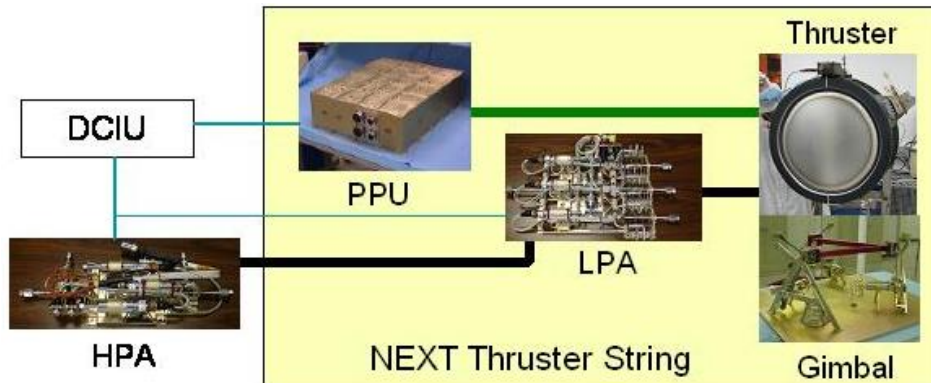 Thruster
DCIU
PPU
LPA
HPA
NEXT Thruster String
Gimbal